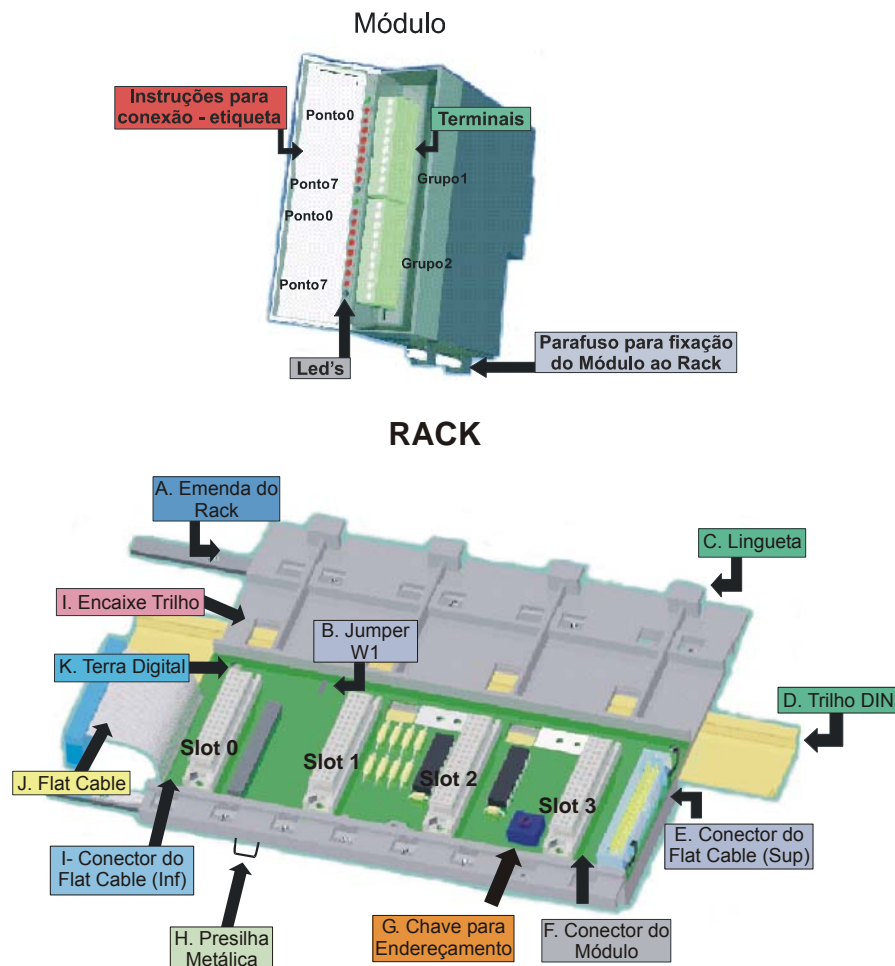 Módulo
Instruções para
conexão - etiqueta
Ponto0
Terminais
Ponto7
Grupo1
Ponto0
Grupo2
Ponto7
Led's
Parafuso para fixação
do Módulo ao Rack
RACK
A. Emenda do
Rack
C. Lingueta
I. Encaixe Trilho
B. Jumper
W1
K. Terra Digital
D. Trilho DIN
Slot 0
Slot 1
Slot 2
Slot 3
J. Flat Cable
E. Conector do
Flat Cable (Sup)
I- Conector do
Flat Cable (Inf)
H. Presilha
Metálica
G. Chave para
Endereçamento
F. Conector do
Módulo